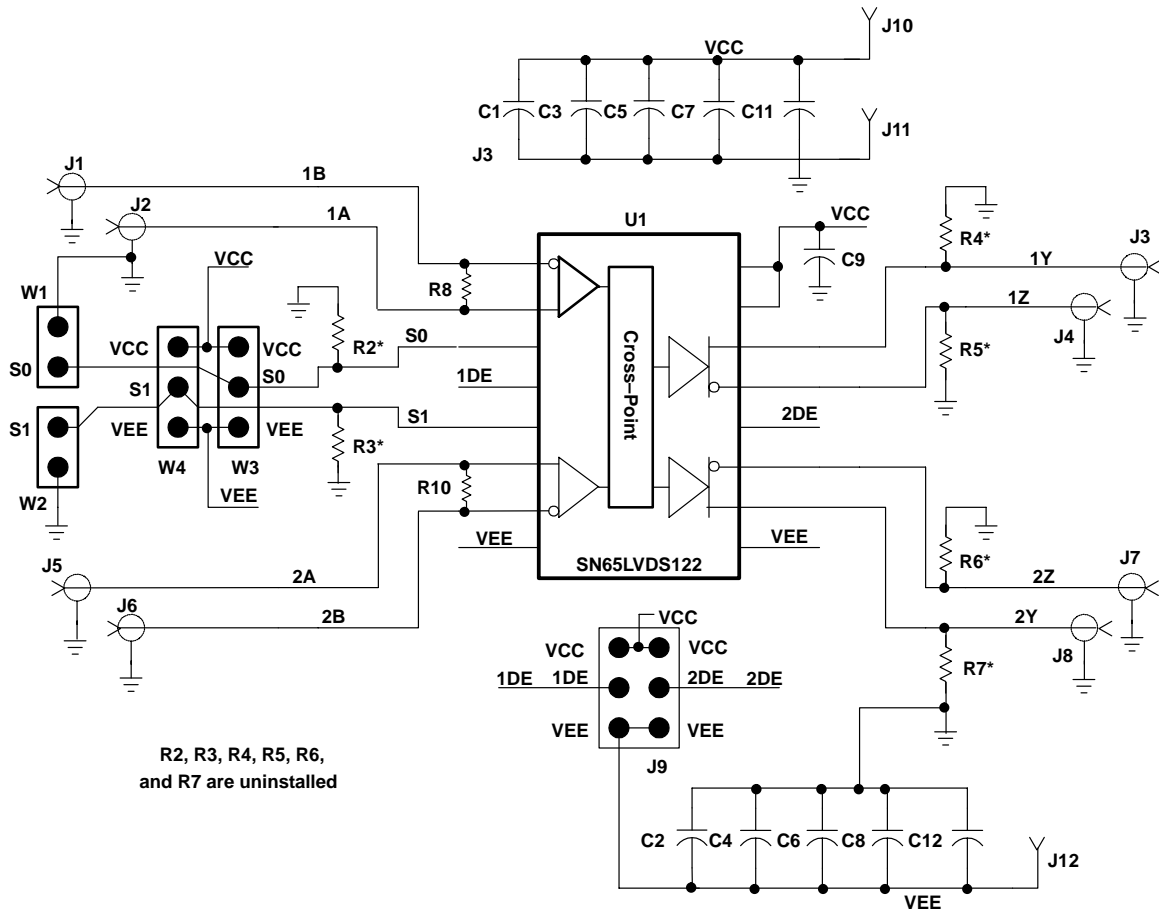 J10
VCC
C1 C3 C5 C7 C11
J11
J3
J1
1B
J2
1A
U1
VCC
R4*
J3
VCC
C9
1Y
W1
R8
1Z
J4
VCC
VCC
R2*
S0
Cross–Point
R5*
S0
S1
S0
1DE
S1
VEE
VEE
S1
2DE
R3*
W4
W3
R10
W2
VEE
VEE
VEE
R6*
J5
2A
SN65LVDS122
2Z
J7
J6
2B
VCC
2Y
VCC
VCC
J8
1DE
1DE
2DE
2DE
R7*
VEE
VEE
R2, R3, R4, R5, R6,
and R7 are uninstalled
J9
C2 C4 C6 C8 C12
J12
VEE